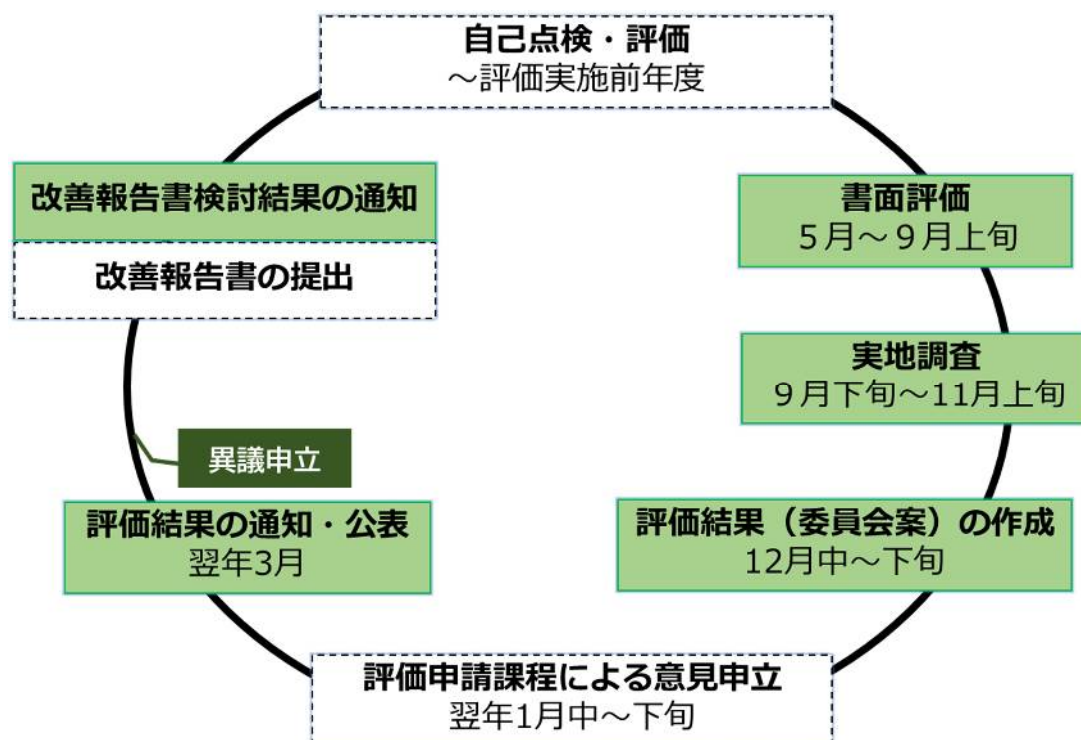 自己点検・評価
～評価実施前年度
書面評価
５月～９月上旬
実地調査
９月下旬～11月上旬
評価結果（委員会案）の作成
12月中～下旬
評価申請課程による意見申立
翌年1月中～下旬
評価結果の通知・公表
翌年3月
異議申立
改善報告書の提出
改善報告書検討結果の通知